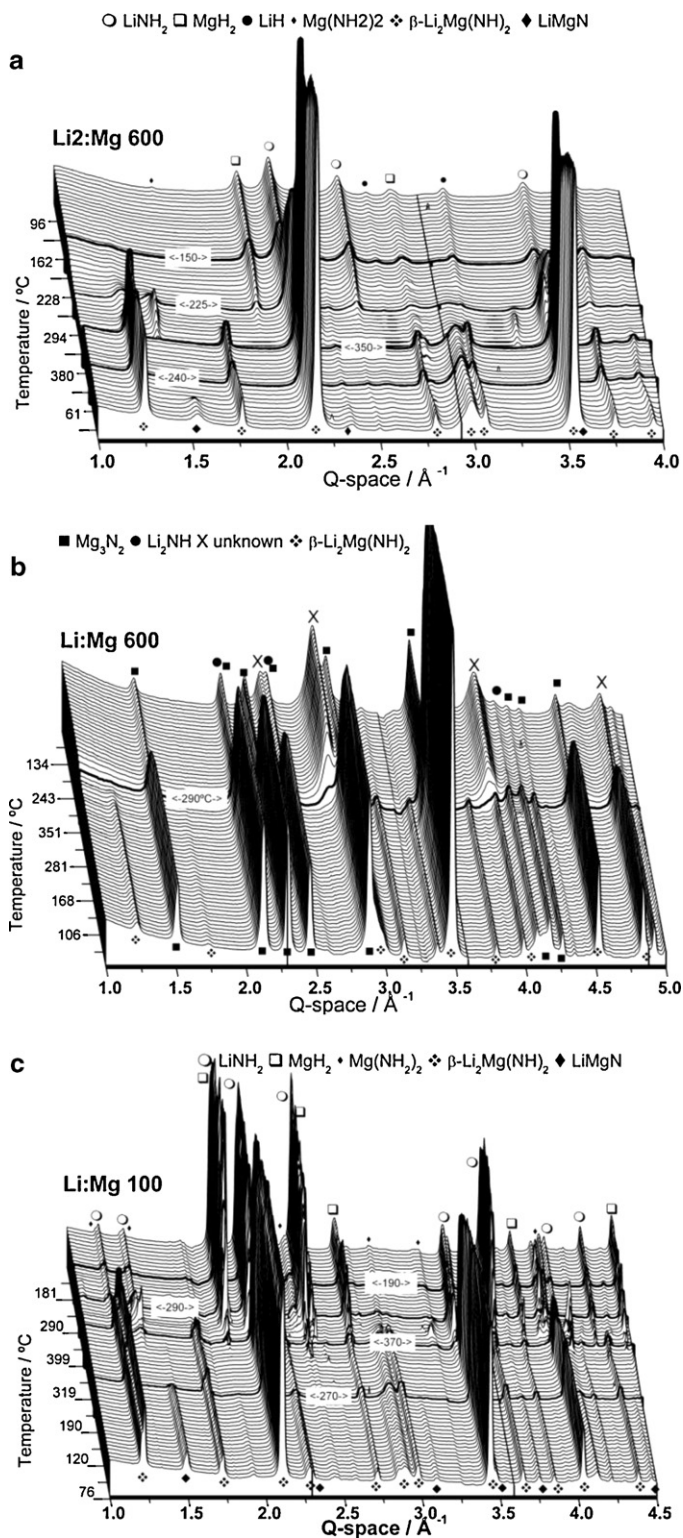 LiNH2 MgH2 LiH Mg(NH2)2 β-Li2Mg(NH)2 LiMgN
a
Li2:Mg 600
96
<-150->
162
<-225->
228
294
<-350->
380
<-240->
61
Temperature / ºC
1.0 1.5 2.0 2.5 3.0 3.5 4.0
Q-space / Å-1
Mg3N2 Li2NH X unknown β-Li2Mg(NH)2
b
Li:Mg 600
X X X X
134
243
<-290ºC->
351
281
168
106
Temperature / ºC
1.0 1.5 2.0 2.5 3.0 3.5 4.0 4.5 5.0
Q-space / Å-1
c
LiNH2 MgH2 Mg(NH2)2 β-Li2Mg(NH)2 LiMgN
Li:Mg 100
<-190->
181
<-290->
290
<-370->
399
319
<-270->
190
120
76
Temperature / ºC
1.0 1.5 2.0 2.5 3.0 3.5 4.0 4.5
Q-space / Å-1